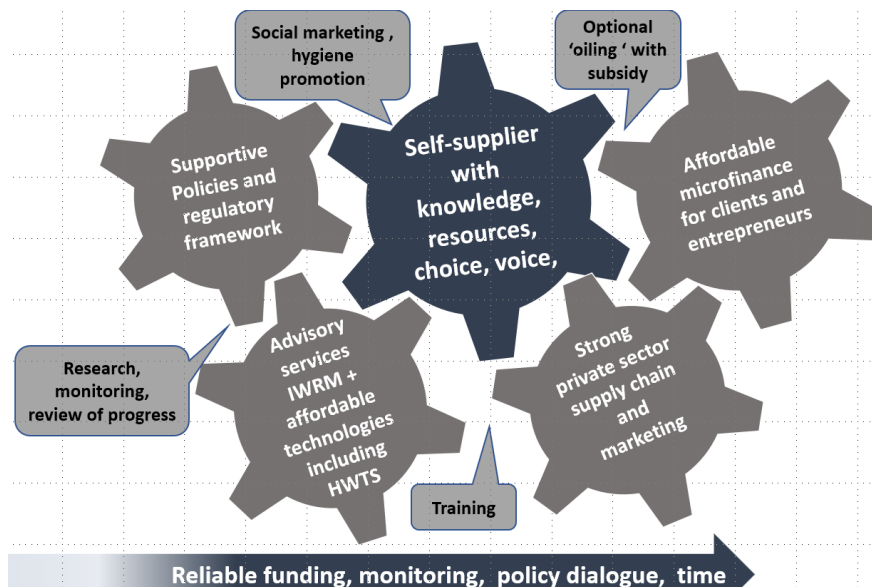 Social marketing ,
hygiene
promotion
Optional
‘oiling ‘ with
subsidy
Supportive
Policies and
regulatory
framework
Self-supplier
with
knowledge,
resources,
choice, voice,
Affordable
microfinance
for clients and
entrepreneurs
Research,
monitoring,
review of progress
Advisory
services
IWRM +
affordable
technologies
including
HWTS
Strong
private sector
supply chain
and
marketing
Training
Reliable funding, monitoring, policy dialogue, time